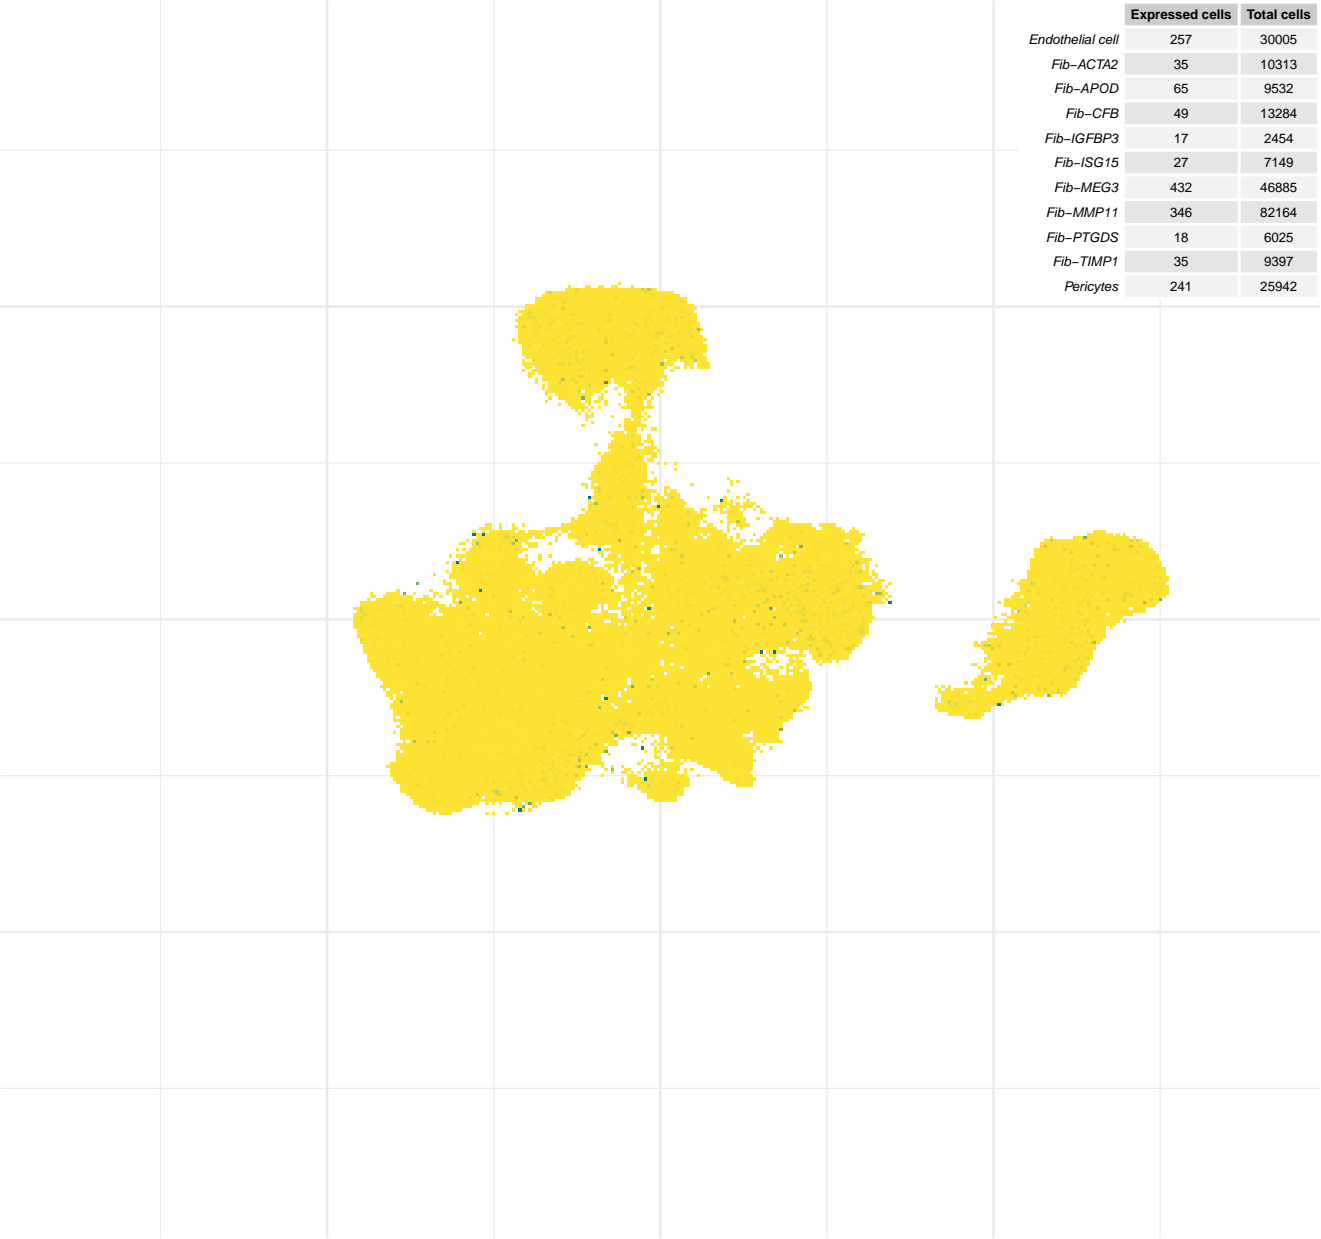 Expressed cells Total cells
Endothelial cell 257 30005
Fib−ACTA2 35 10313
Fib−APOD 65 9532
Fib−CFB 49 13284
Fib−IGFBP3 17 2454
Fib−ISG15 27 7149
Fib−MEG3 432 46885
Fib−MMP11 346 82164
Fib−PTGDS 18 6025
Fib−TIMP1 35 9397
Pericytes 241 25942